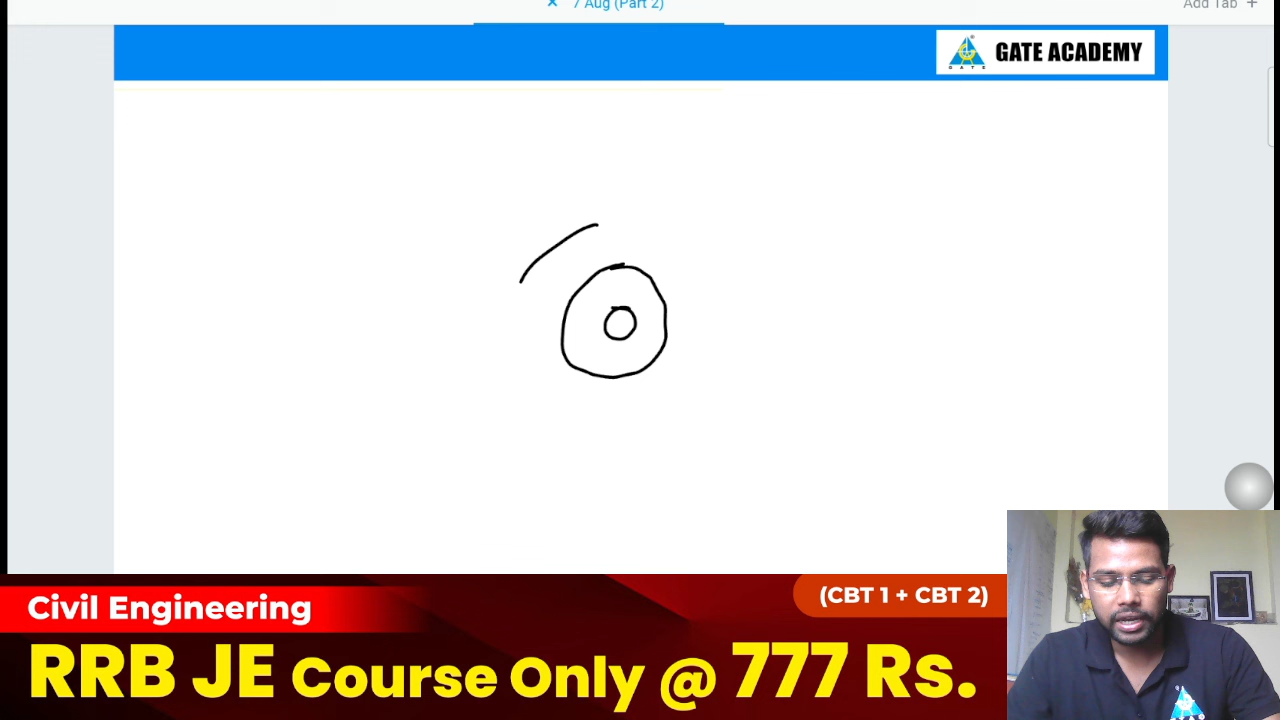 7 Aug (Part 2)
Add Tab +
GATE ACADEMY
GATE
Civil Engineering
(CBT 1 + CBT 2)
RRB JE Course Only @ 777 Rs.